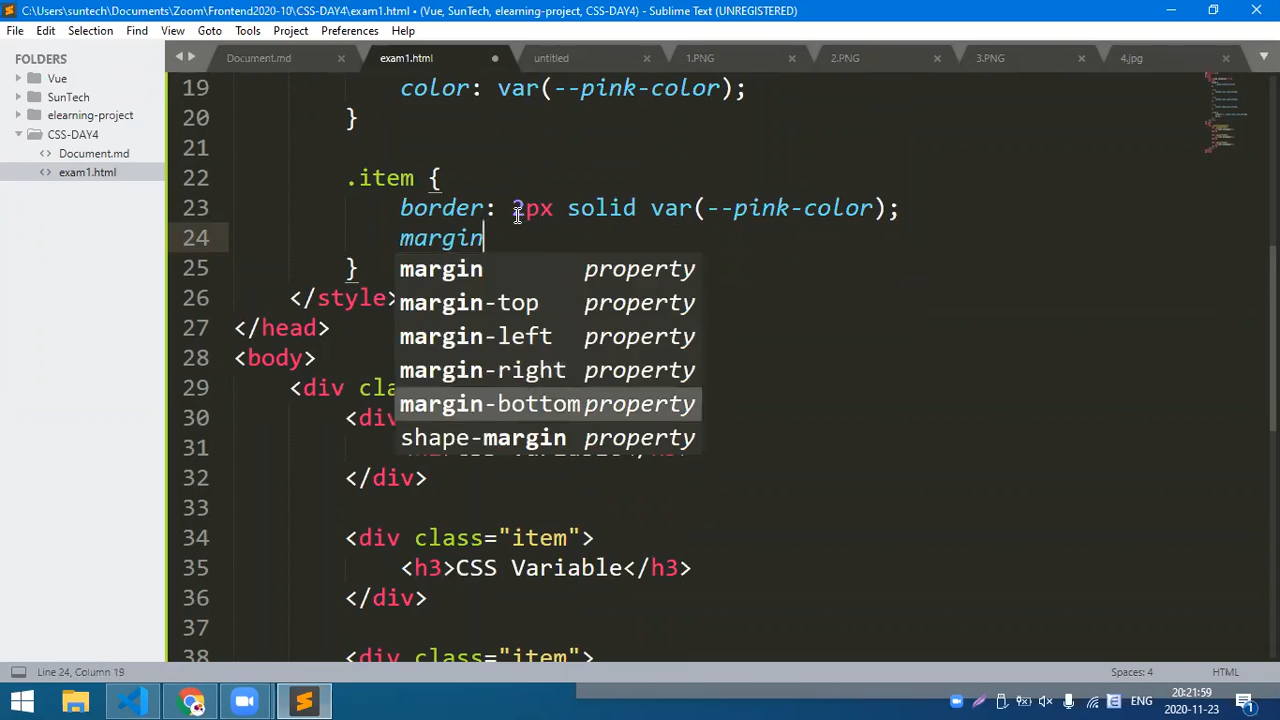 C:\Users\suntech\Documents\Zoom\Frontend2020-10\CSS-DAY4\exam1.html • (Vue, SunTech, elearning-project, CSS-DAY4) - Sublime Text (UNREGISTERED)
File Edit Selection Find View Goto Tools Project Preferences Help
FOLDERS
Vue
SunTech
elearning-project
CSS-DAY4
Document.md
exam1.html
Document.md exam1.html untitled 1.PNG 2.PNG 3.PNG 4.jpg
19 color: var(--pink-color);
20 }
21
22 .item {
23 border: 2px solid var(--pink-color);
24 margin
25 }
margin property
margin-top property
margin-left property
margin-right property
margin-bottom property
shape-margin property
26 </style>
27 </head>
28 <body>
29 <div cla
30 <div
31
32 </div>
33
34 <div class="item">
35 <h3>CSS Variable</h3>
36 </div>
37
38 <div class="item">
Line 24, Column 19
Spaces: 4
HTML
ENG
20:21:59
2020-11-23
1